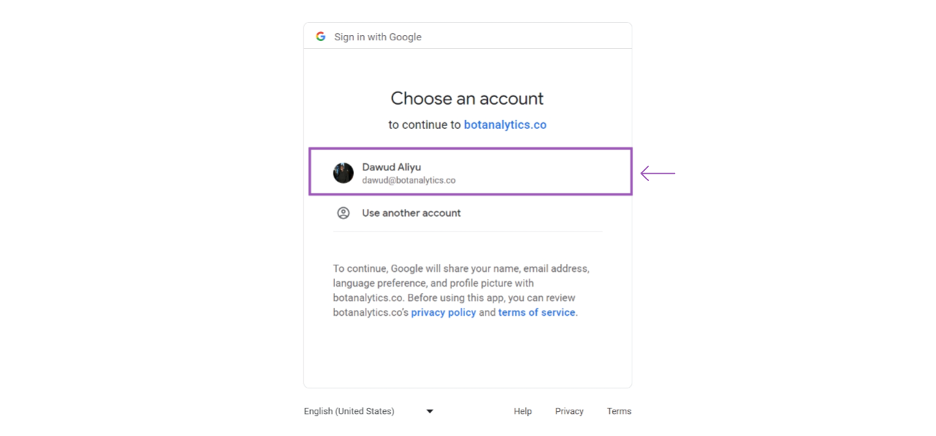 Sign in with Google
Choose an account
to continue to botanalytics.co
Dawud Aliyu
dawud@botanalytics.co
Use another account
To continue, Google will share your name, email address,
language preference, and profile picture with
botanalytics.co. Before using this app, you can review
botanalytics.co's privacy policy and terms of service.
English (United States) Help Privacy Terms